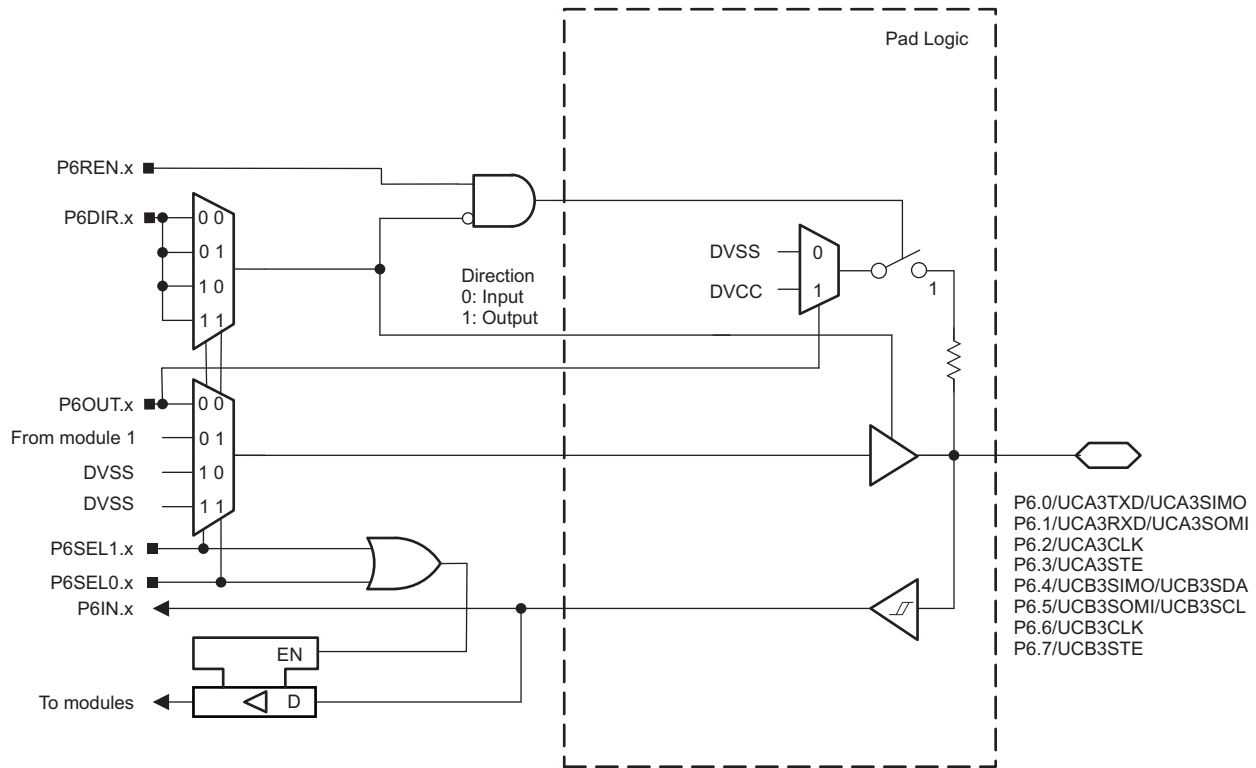 Pad Logic
P6REN.x
P6DIR.x
0 0
0 1
1 0
1 1
Direction
0: Input
1: Output
DVSS
0
DVCC
1
1
P6OUT.x
0 0
From module 1
0 1
DVSS
1 0
DVSS
1 1
P6SEL1.x
P6SEL0.x
P6IN.x
EN
To modules
D
P6.0/UCA3TXD/UCA3SIMO
P6.1/UCA3RXD/UCA3SOMI
P6.2/UCA3CLK
P6.3/UCA3STE
P6.4/UCB3SIMO/UCB3SDA
P6.5/UCB3SOMI/UCB3SCL
P6.6/UCB3CLK
P6.7/UCB3STE